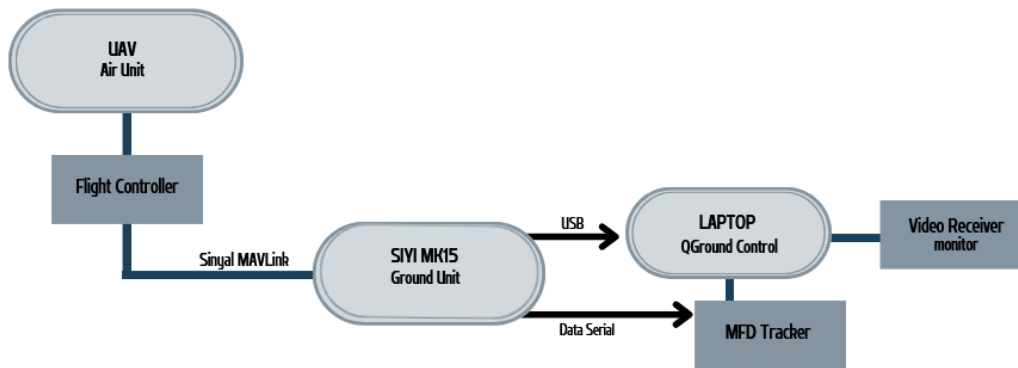 UAV
Air Unit
Flight Controller
Sinyal MAVLink
SIYI MK15
Ground Unit
USB
Data Serial
LAPTOP
QGround Control
Video Receiver
monitor
MFD Tracker